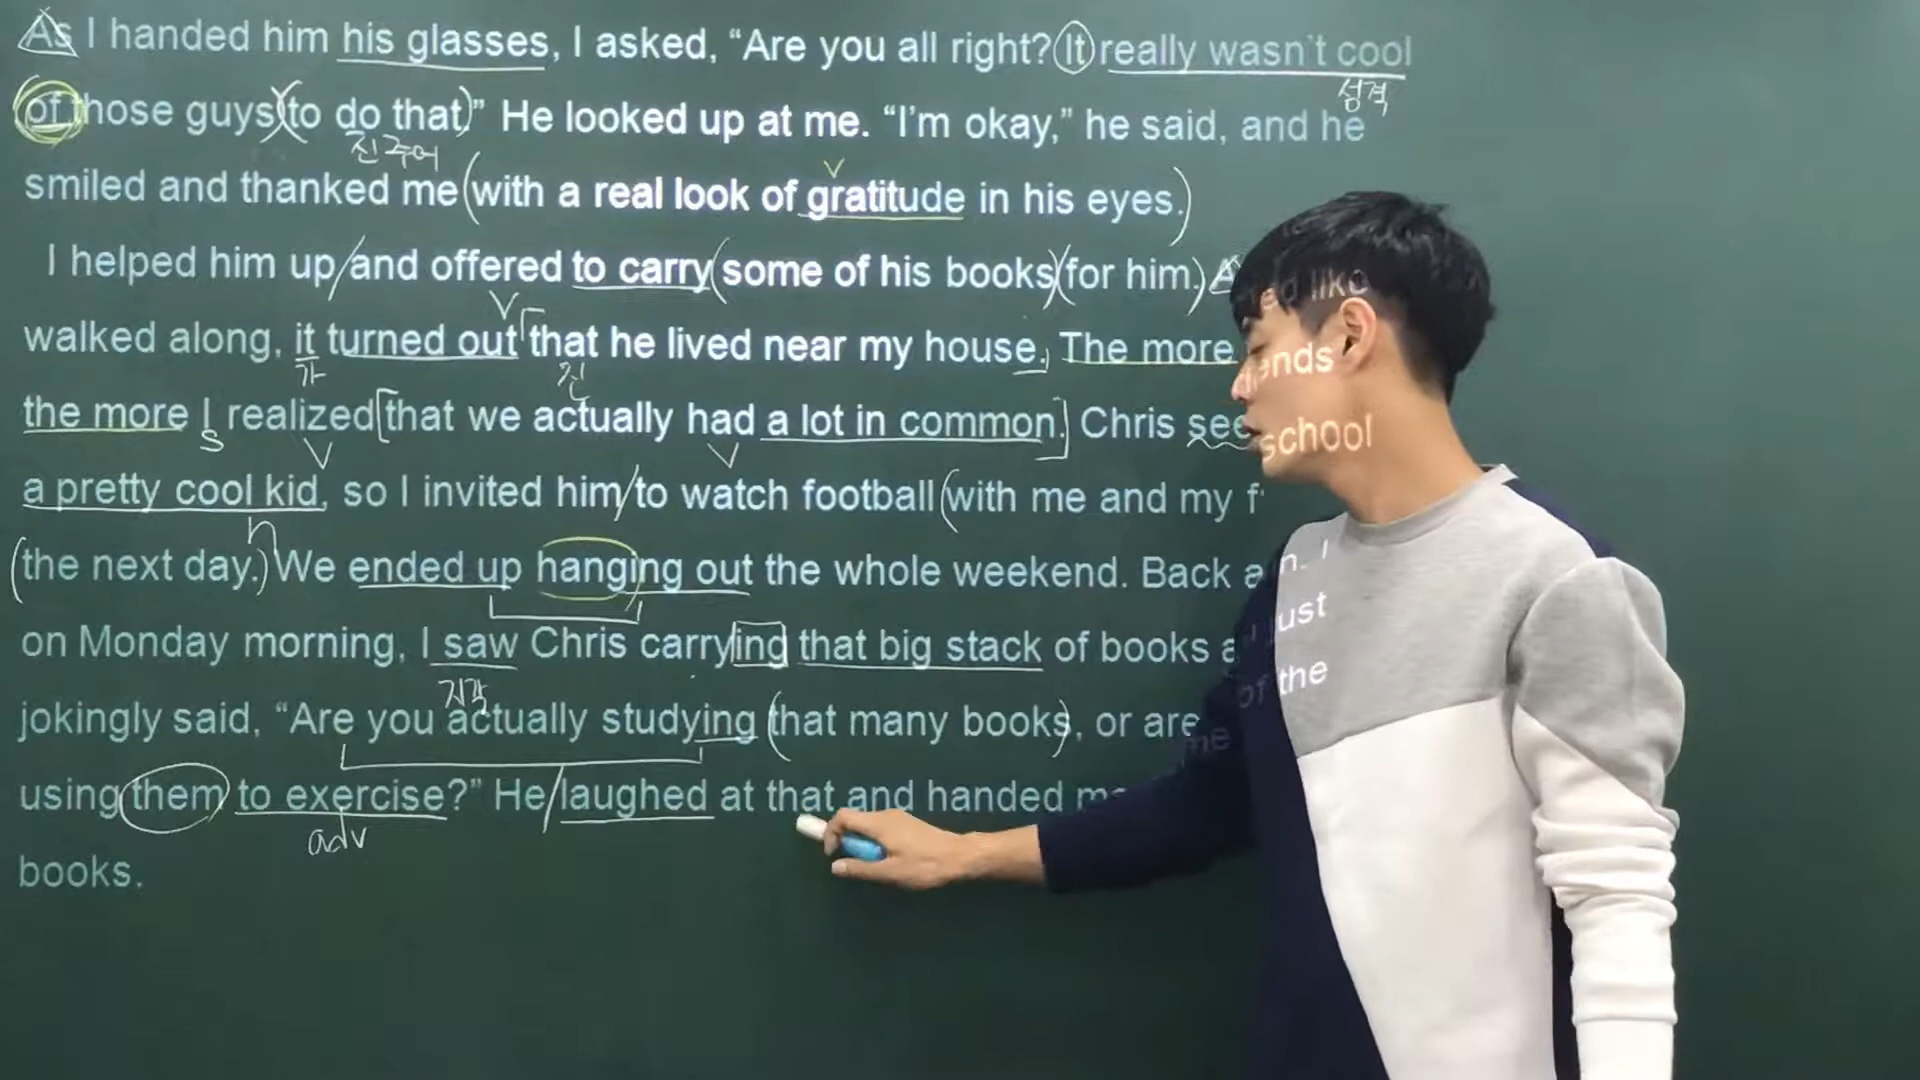 As I handed him his glasses, I asked, “Are you all right? It really wasn’t cool
성격
of those guys to do that” He looked up at me. “I’m okay,” he said, and he
진주어
smiled and thanked me with a real look of gratitude in his eyes.
I helped him up and offered to carry some of his books for him.
walked along, it turned out that he lived near my house. The more
가 진
the more I realized that we actually had a lot in common. Chris school
S
a pretty cool kid, so I invited him to watch football with me and my
the next day. We ended up hanging out the whole weekend. Back
on Monday morning, I saw Chris carrying that big stack of books
지각
jokingly said, “Are you actually studying that many books, or are
using them to exercise?” He laughed at that and handed me of the
adv
books.